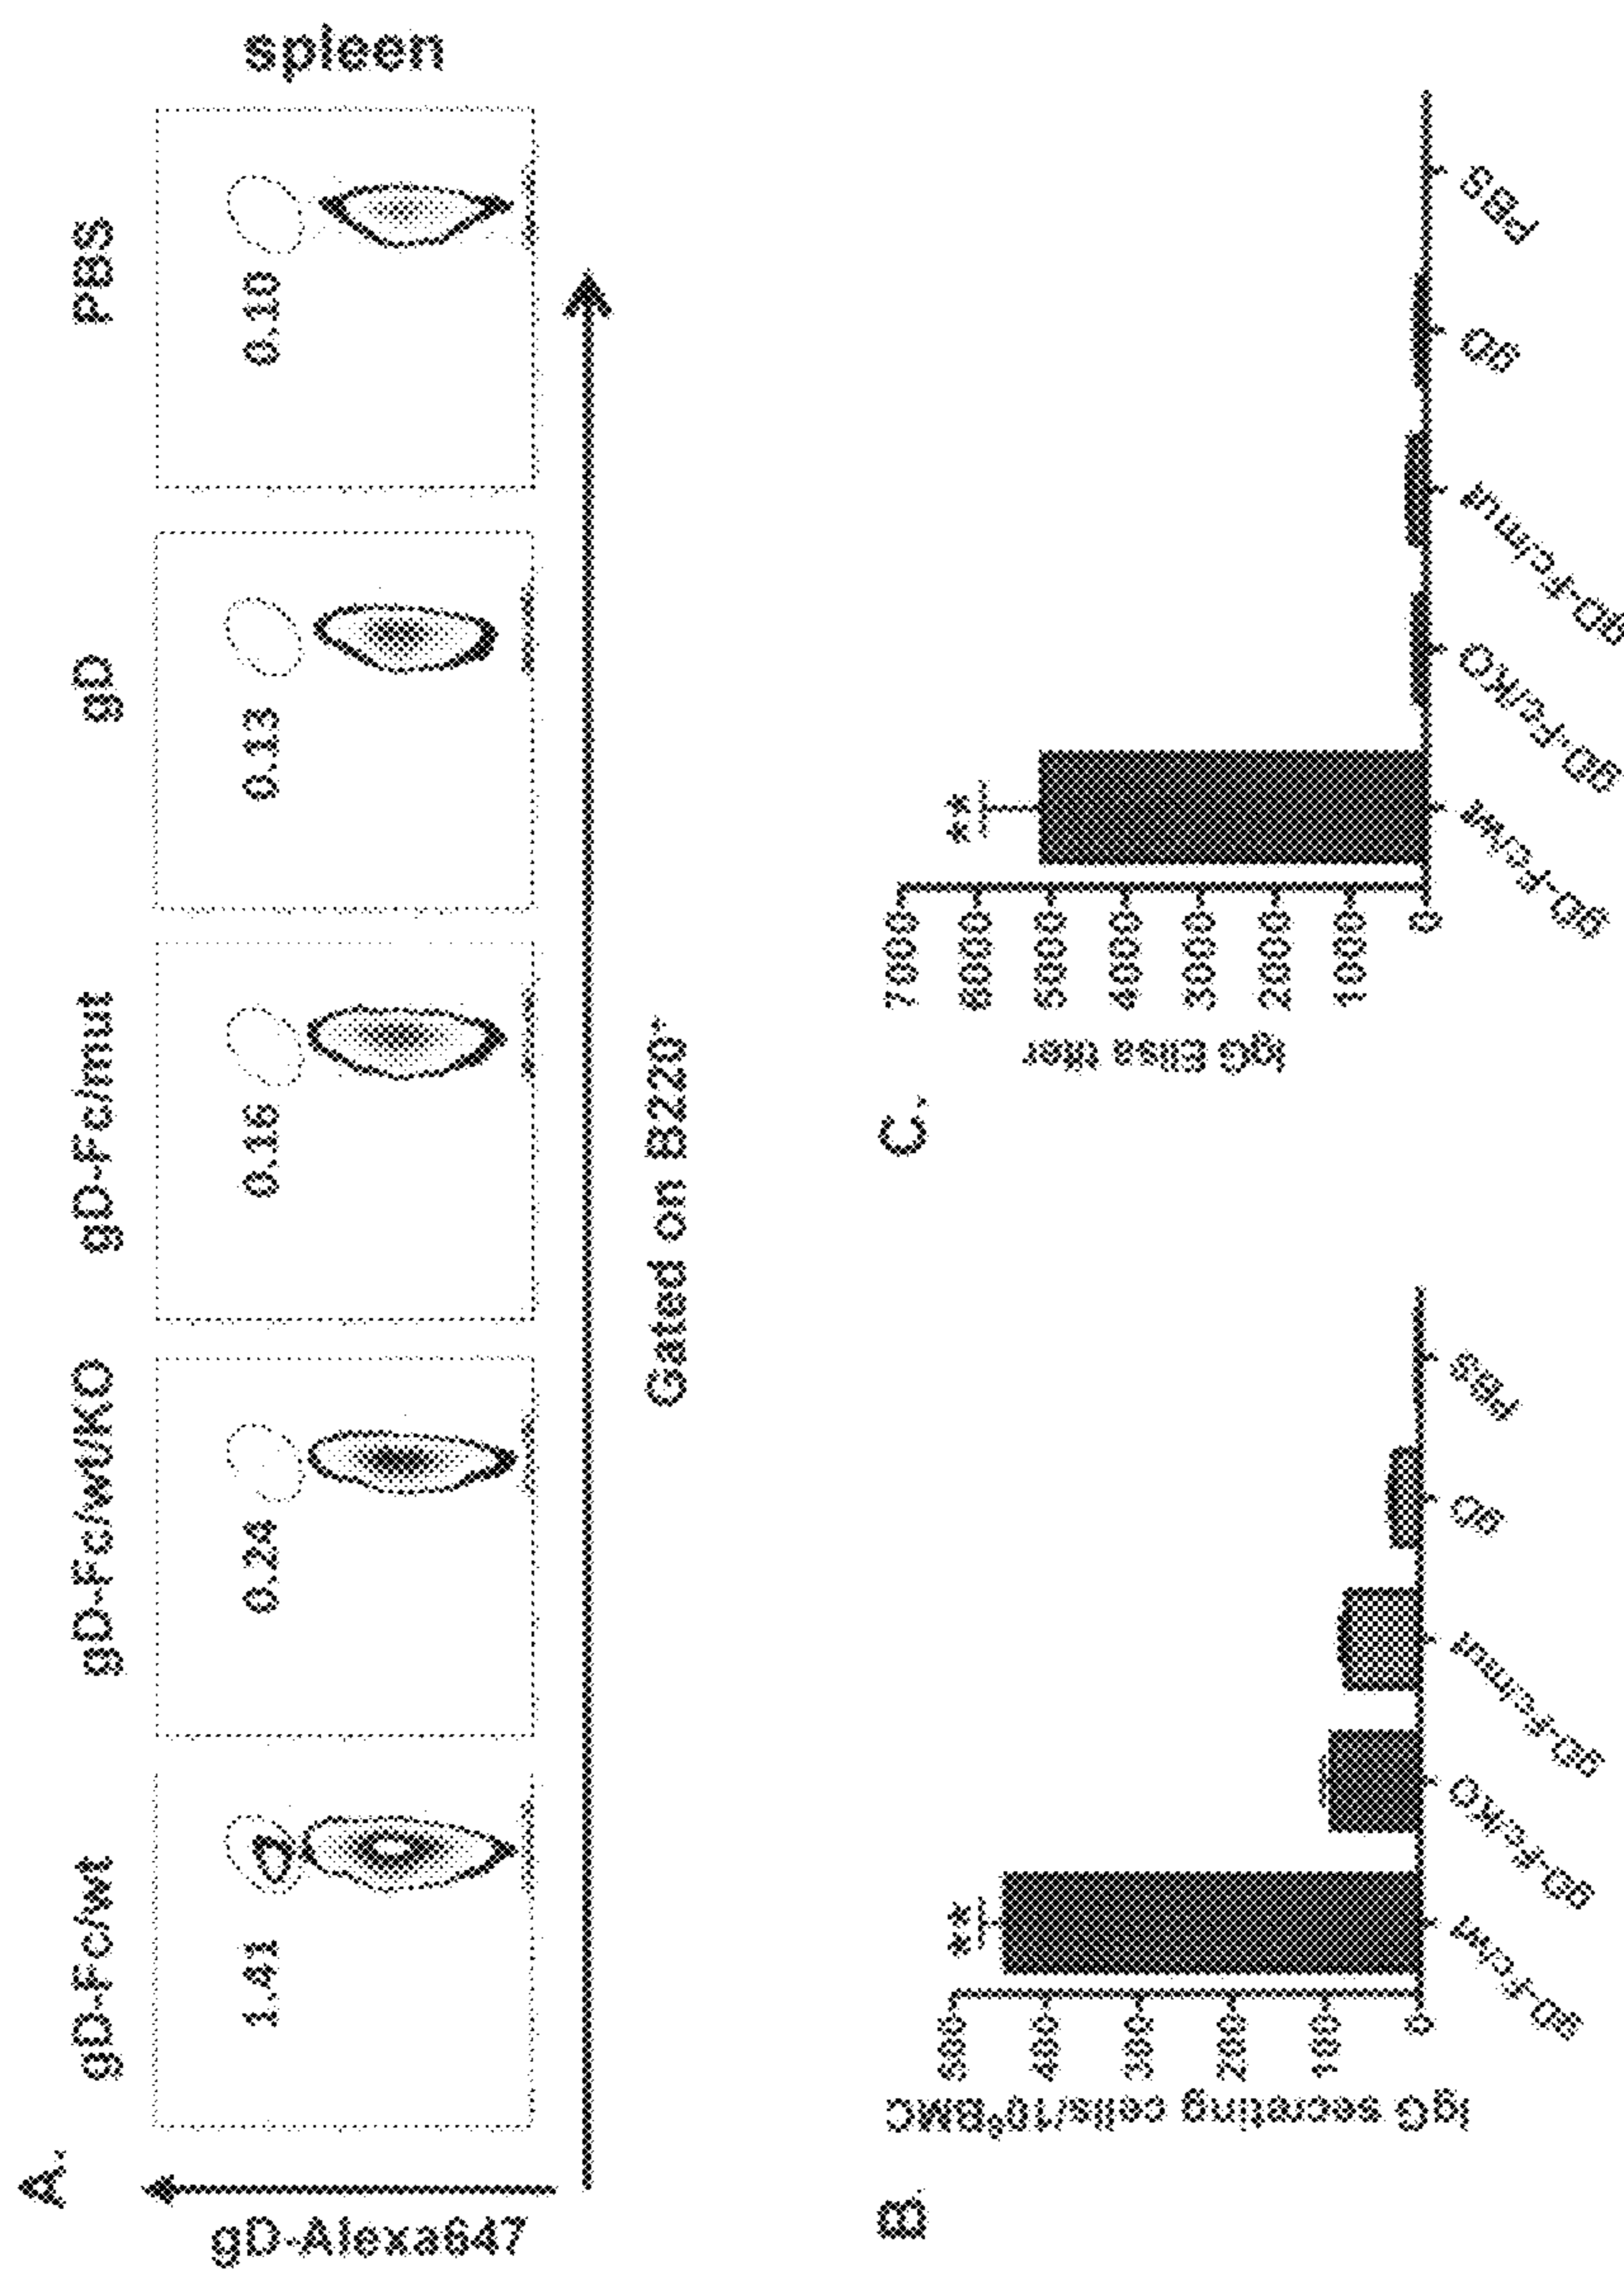 A.
gD-Fc/wt
gD-Fc/wt/KO
gD-Fc/mut
gD
PBS
spleen
1.41
0.24
0.16
0.13
0.10
gD-Alexa647
Gated on B220⁺
B.
IgG secreting cells/10⁶BMC
500
400
300
200
100
0
**
gD-Fc/wt
gD-Fc/KO
gD-Fc/mut
gD
PBS
C.
IgG Elisa titer
7000
6000
5000
4000
3000
2000
1000
0
**
gD-Fc/wt
gD-Fc/KO
gD-Fc/mut
gD
PBS